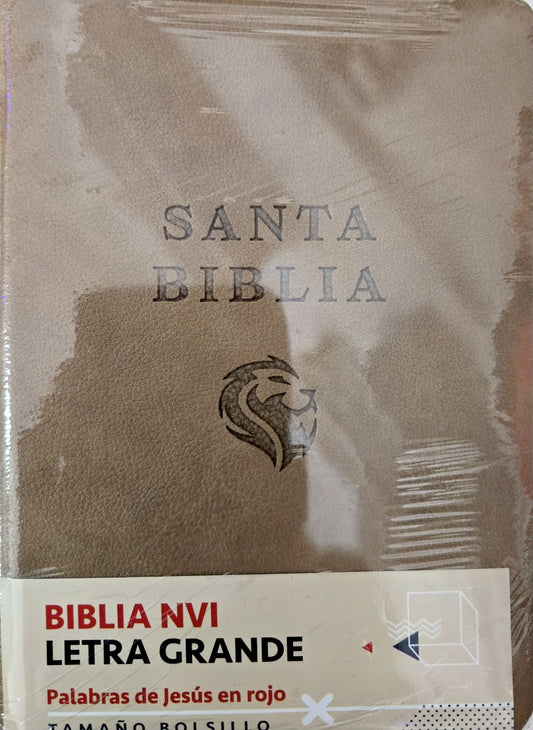 SANTA
BIBLIA
BIBLIA NVI
LETRA GRANDE
Palabras de Jesús en rojo
TAMAÑO BOLSILLO